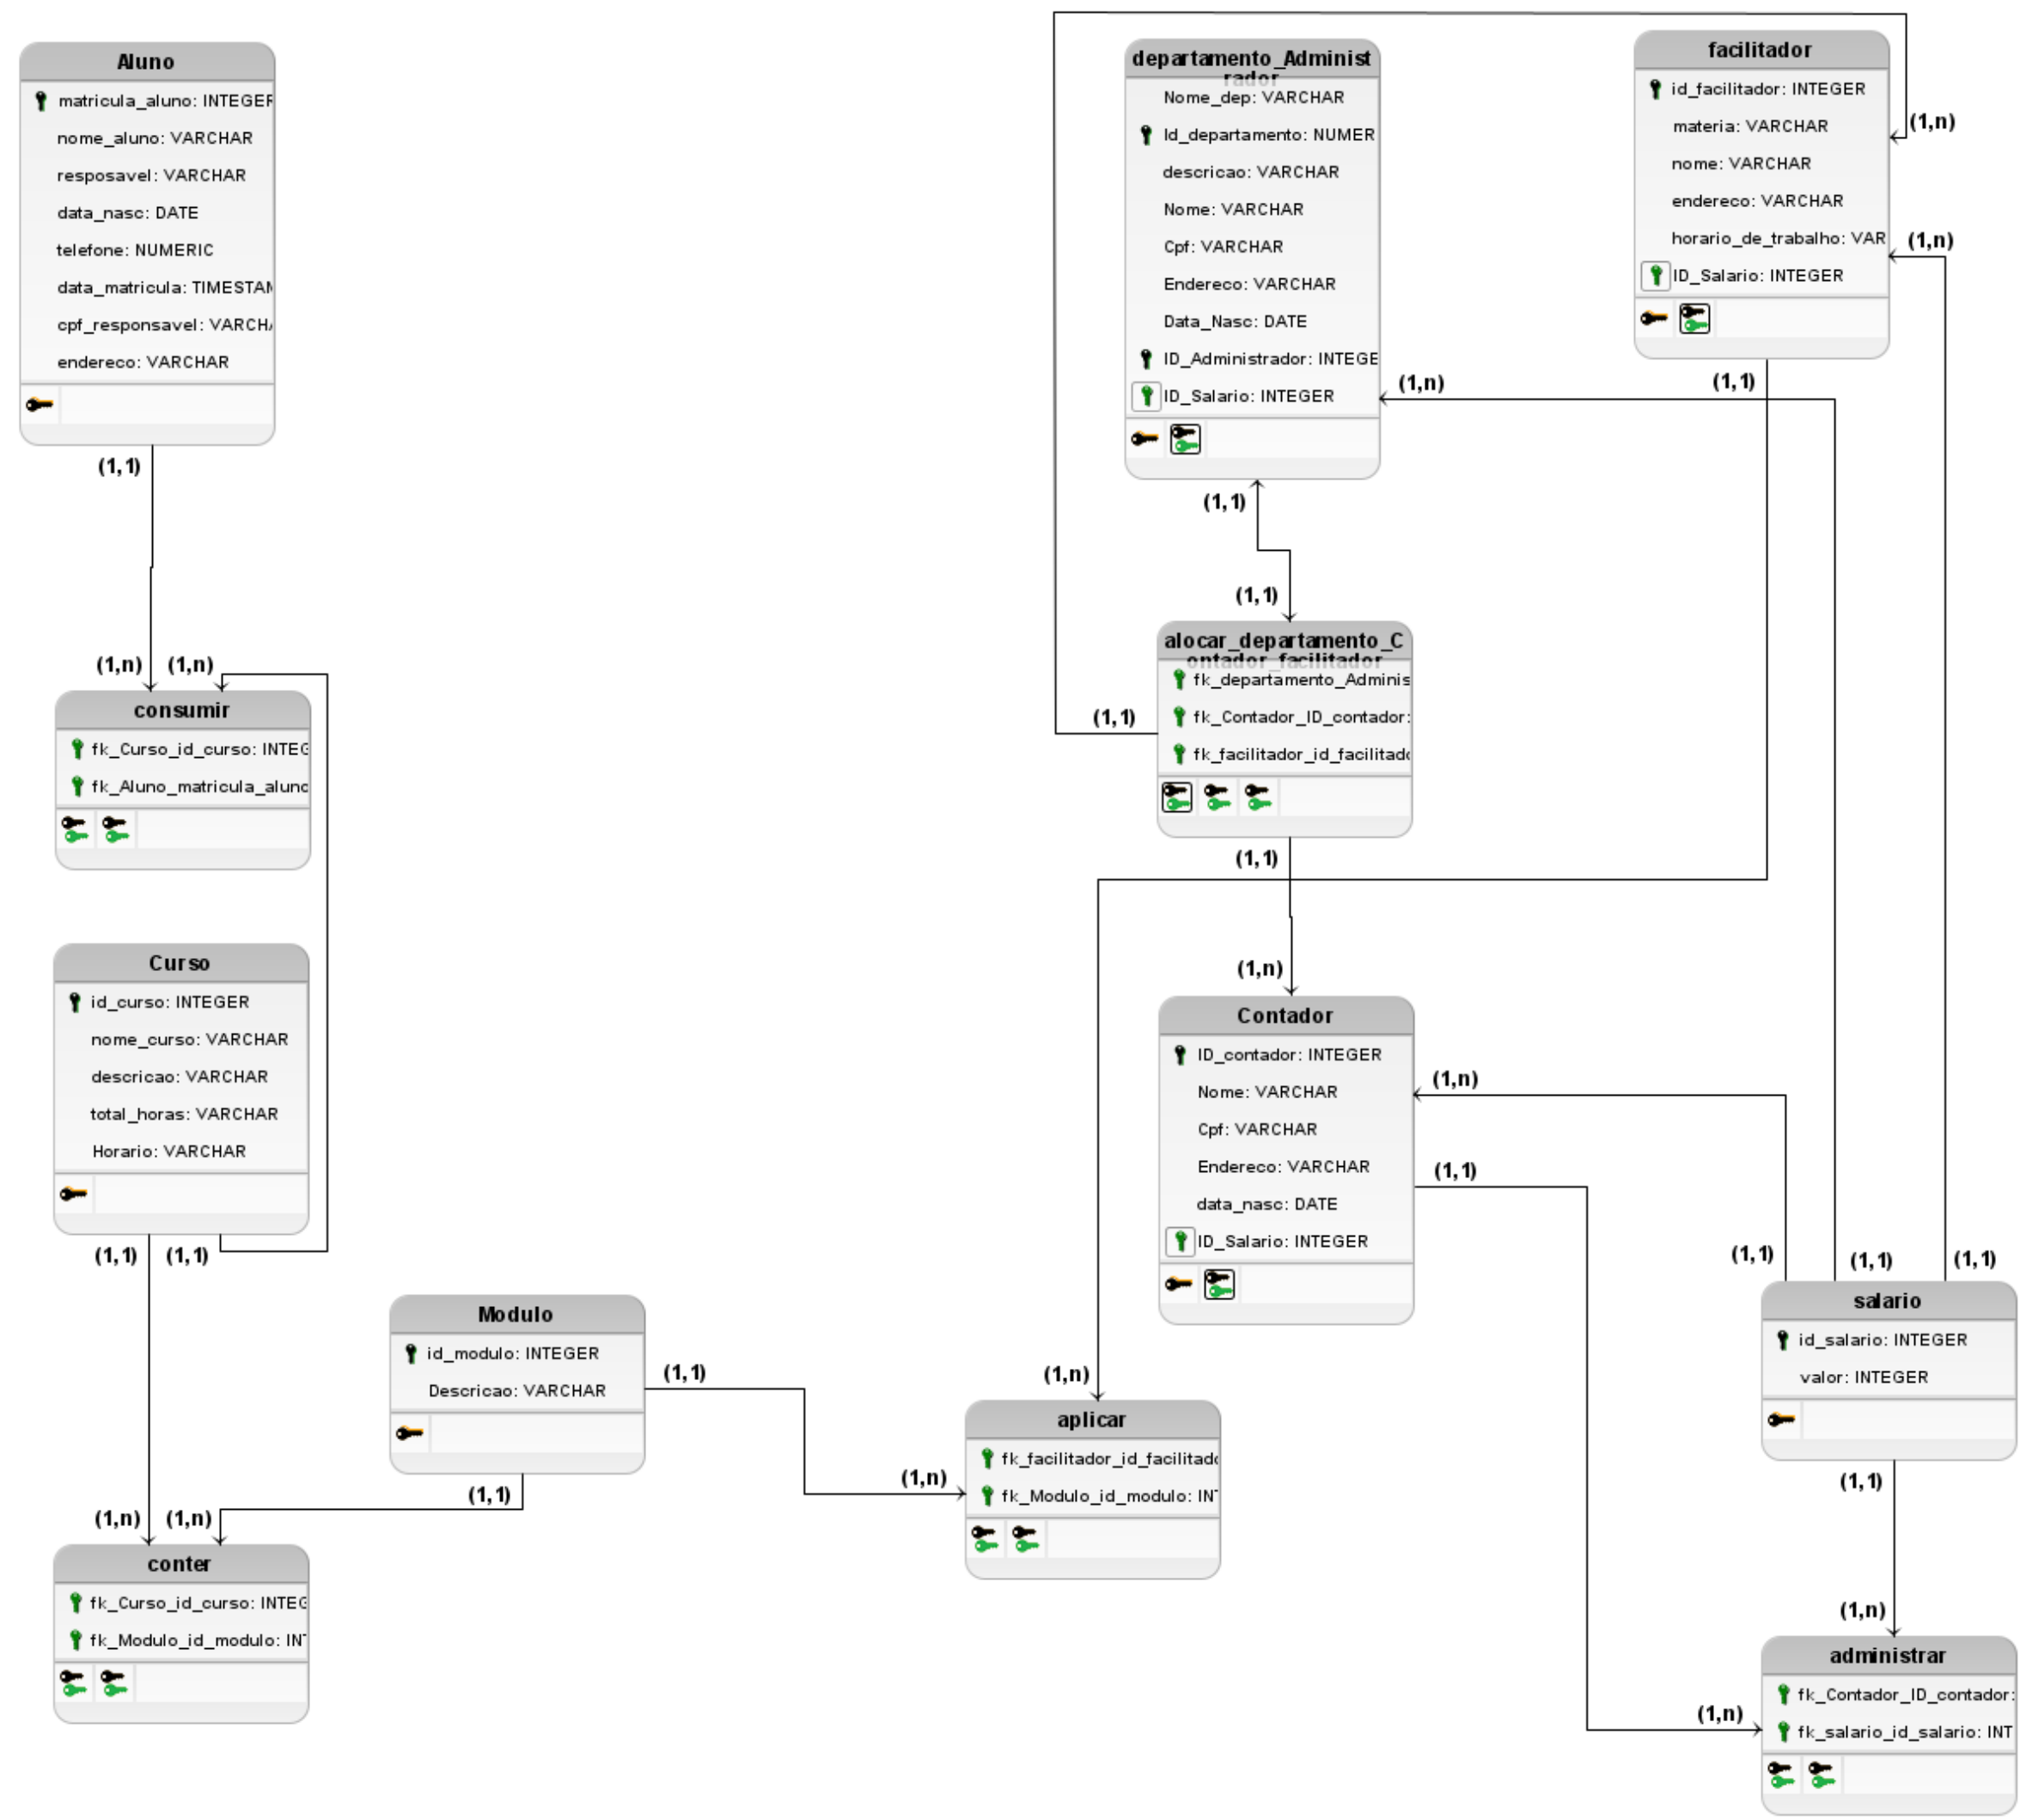 Aluno
matricula_aluno: INTEGER
nome_aluno: VARCHAR
resposavel: VARCHAR
data_nasc: DATE
telefone: NUMERIC
data_matricula: TIMESTAM
cpf_responsavel: VARCHA
endereco: VARCHAR
(1,1)
(1,n)
(1,n)
consumir
fk_Curso_id_curso: INTEG
fk_Aluno_matricula_aluno
Curso
id_curso: INTEGER
nome_curso: VARCHAR
descricao: VARCHAR
total_horas: VARCHAR
Horario: VARCHAR
(1,1)
(1,1)
(1,n)
(1,n)
conter
fk_Curso_id_curso: INTEG
fk_Modulo_id_modulo: INT
Modulo
id_modulo: INTEGER
Descricao: VARCHAR
(1,1)
(1,1)
departamento_Administ
rador
Nome_dep: VARCHAR
Id_departamento: NUMER
descricao: VARCHAR
Nome: VARCHAR
Cpf: VARCHAR
Endereco: VARCHAR
Data_Nasc: DATE
ID_Administrador: INTEGE
ID_Salario: INTEGER
(1,n)
(1,1)
(1,1)
alocar_departamento_C
ontador_facilitador
fk_departamento_Adminis
fk_Contador_ID_contador:
fk_facilitador_id_facilitado
(1,1)
(1,1)
(1,n)
Contador
ID_contador: INTEGER
Nome: VARCHAR
Cpf: VARCHAR
Endereco: VARCHAR
data_nasc: DATE
ID_Salario: INTEGER
(1,n)
(1,1)
(1,n)
(1,n)
aplicar
fk_facilitador_id_facilitado
fk_Modulo_id_modulo: INT
facilitador
id_facilitador: INTEGER
materia: VARCHAR
nome: VARCHAR
endereco: VARCHAR
horario_de_trabalho: VAR
ID_Salario: INTEGER
(1,n)
(1,n)
(1,1)
(1,1)
(1,1)
(1,1)
salario
id_salario: INTEGER
valor: INTEGER
(1,1)
(1,n)
(1,n)
administrar
fk_Contador_ID_contador:
fk_salario_id_salario: INT